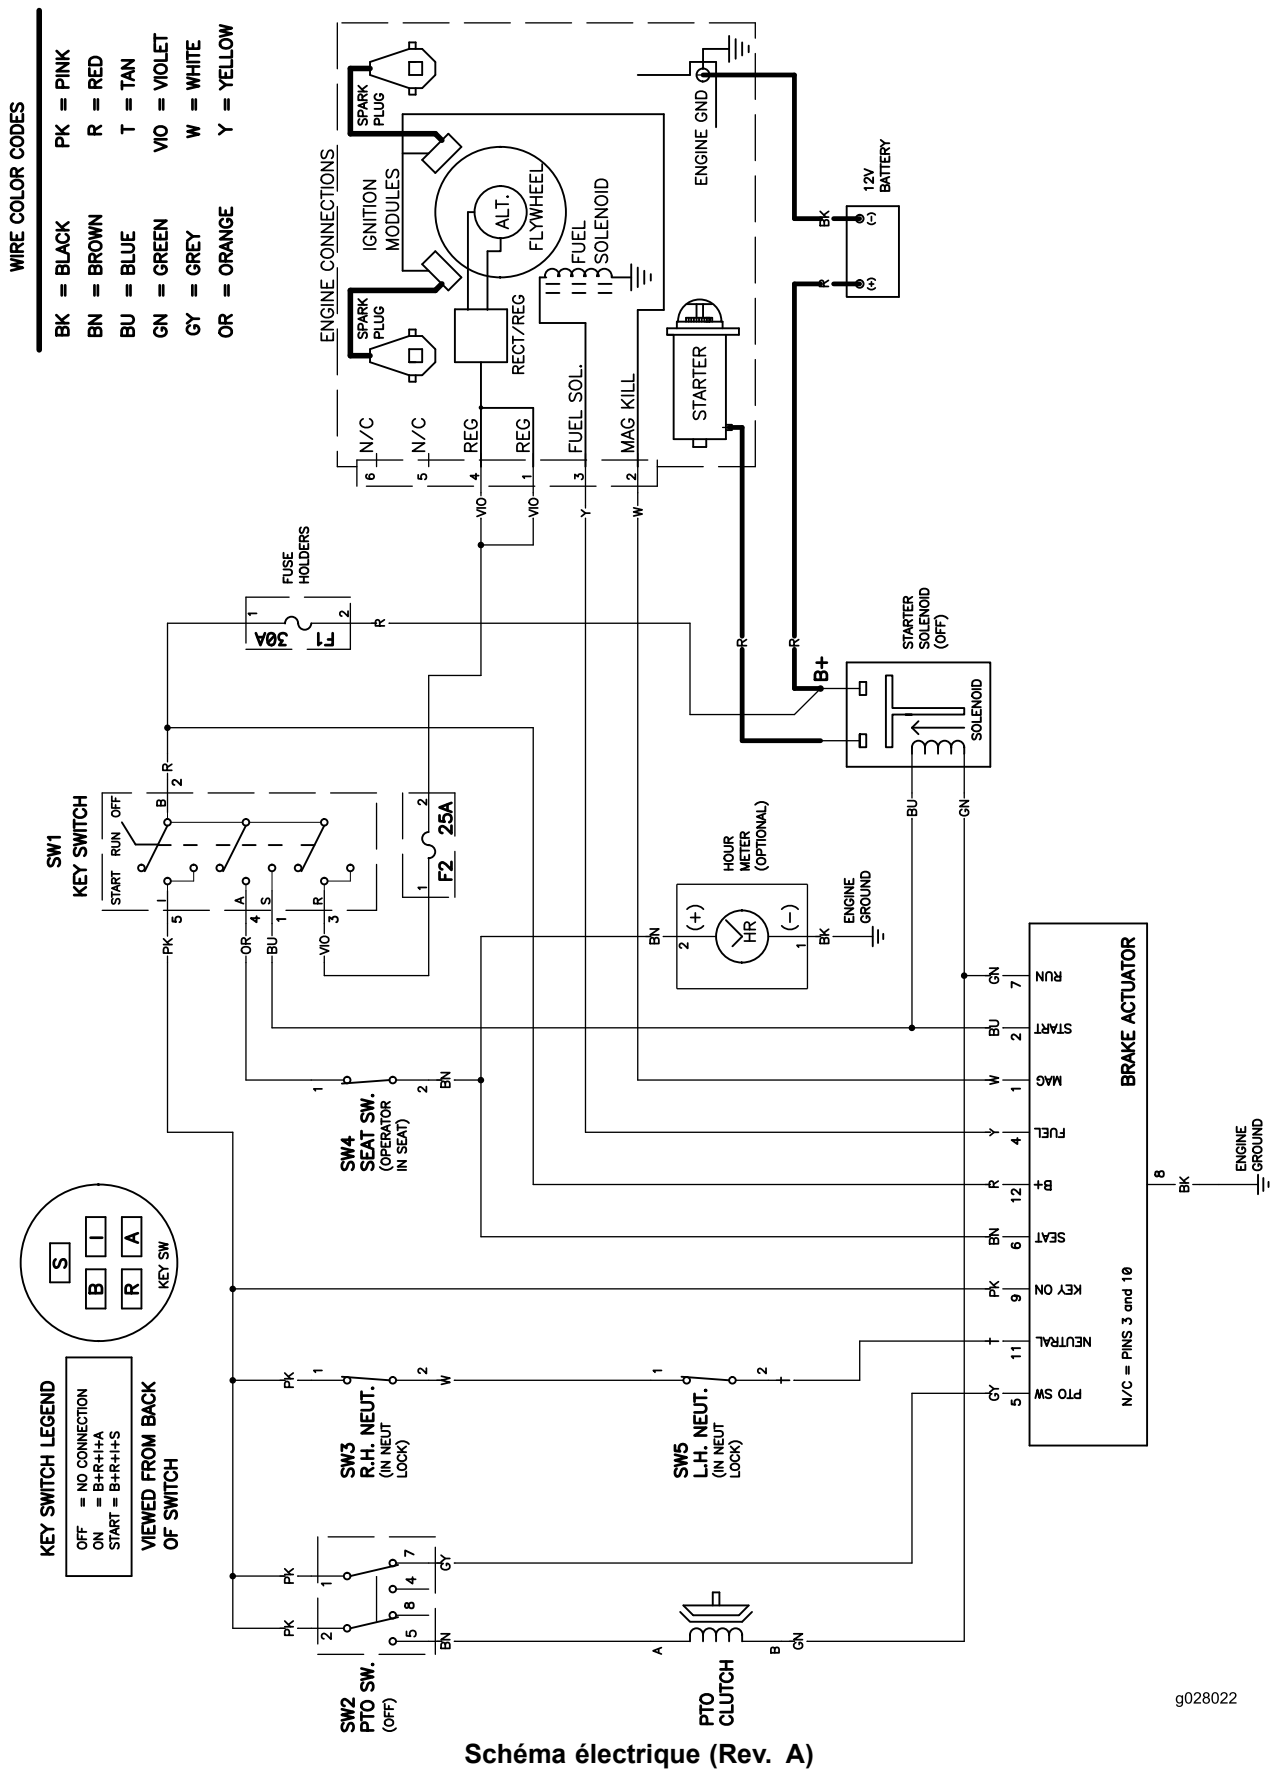 WIRE COLOR CODES
BK = BLACK
BN = BROWN
BU = BLUE
GN = GREEN
GY = GREY
OR = ORANGE
PK = PINK
R = RED
T = TAN
VIO = VIOLET
W = WHITE
Y = YELLOW
ENGINE CONNECTIONS
SPARK
PLUG
SPARK
PLUG
IGNITION
MODULES
ALT.
FLYWHEEL
FUEL
SOLENOID
RECT/REG
ENGINE GND
STARTER
N/C
N/C
REG
REG
FUEL SOL.
MAG KILL
6
5
4
1
3
2
VIO
VIO
Y
W
12V
BATTERY
(-)
(+)
BK
R
FUSE
HOLDERS
1
30A
F1
2
R
R
R
B+
STARTER
SOLENOID
(OFF)
SOLENOID
BU
GN
SW1
KEY SWITCH
START RUN OFF
R
2
B
I
A
S
R
5
4
1
3
PK
OR
BU
VIO
2
25A
F2
1
HOUR
METER
(OPTIONAL)
BN
2
(+)
HR
(-)
1
BK
ENGINE
GROUND
SW4
SEAT SW.
(OPERATOR
IN SEAT)
1
2
BN
KEY SW
S
B
I
R
A
KEY SWITCH LEGEND
OFF = NO CONNECTION
ON = B+R+I+A
START = B+R+I+S
VIEWED FROM BACK
OF SWITCH
SW3
R.H. NEUT.
(IN NEUT
LOCK)
PK
1
2
W
SW5
L.H. NEUT.
(IN NEUT
LOCK)
1
2
T
SW2
PTO SW.
(OFF)
PK
PK
1
2
7
4
8
5
GY
BN
PTO
CLUTCH
A
B
GN
BRAKE ACTUATOR
GN 7 RUN
BU 2 START
W 1 MAG
Y 4 FUEL
R 12 B+
BN 6 SEAT
PK 9 KEY ON
T 11 NEUTRAL
GY 5 PTO SW
N/C = PINS 3 and 10
8
BK
ENGINE
GROUND
g028022
Schéma électrique (Rev. A)